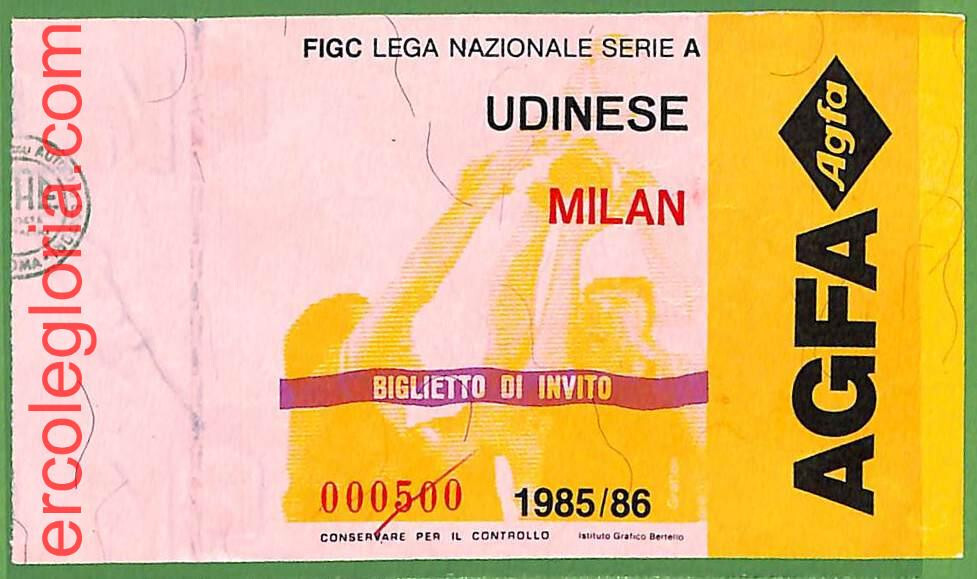 FIGC LEGA NAZIONALE SERIE A
UDINESE
MILAN
BIGLIETTO DI INVITO
000500
1985/86
CONSERVARE PER IL CONTROLLO
Istituto Grafico Bertello
Agfa
AGFA
ercolegloria.com